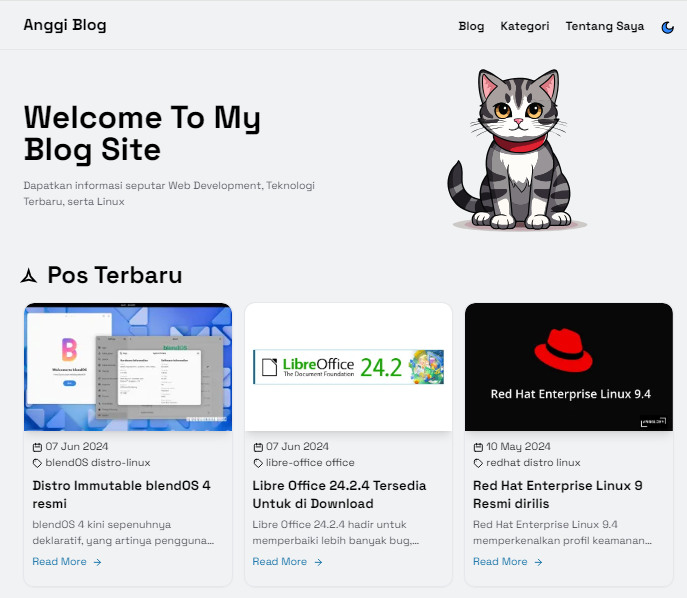 Anggi Blog
Blog Kategori Tentang Saya
Welcome To My
Blog Site
Dapatkan informasi seputar Web Development, Teknologi
Terbaru, serta Linux
Pos Terbaru
B
LibreOffice 24.2
The Document Foundation
Red Hat Enterprise Linux 9.4
07 Jun 2024
blendOS distro-linux
Distro Immutable blendOS 4
resmi
blendOS 4 kini sepenuhnya
deklaratif, yang artinya pengguna...
Read More
07 Jun 2024
libre-office office
Libre Office 24.2.4 Tersedia
Untuk di Download
Libre Office 24.2.4 hadir untuk
memperbaiki lebih banyak bug,...
Read More
10 May 2024
redhat distro linux
Red Hat Enterprise Linux 9
Resmi dirilis
Red Hat Enterprise Linux 9.4
memperkenalkan profil keamanan...
Read More